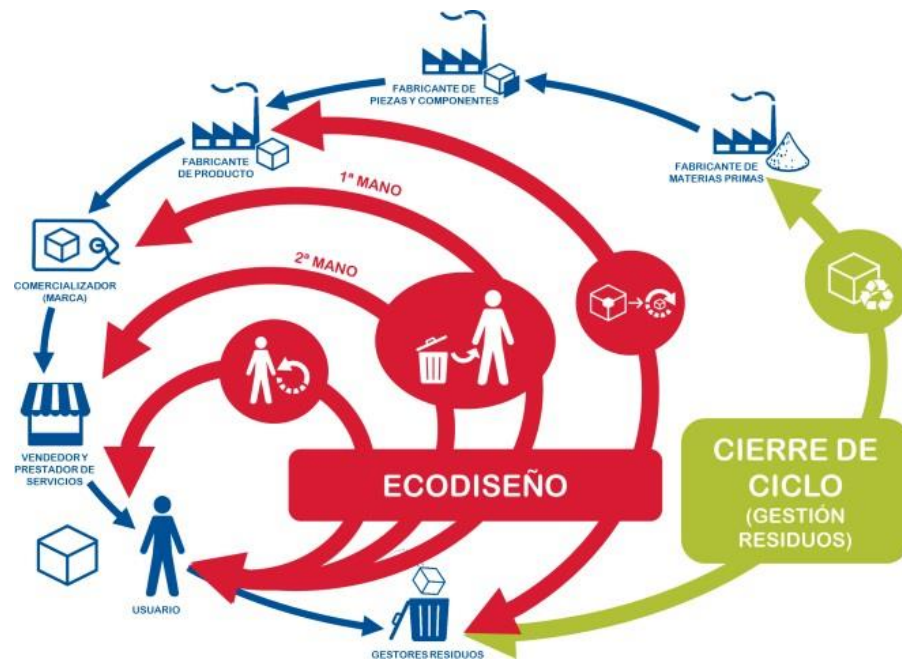 FABRICANTE DE
PIEZAS Y COMPONENTES
FABRICANTE
DE PRODUCTO
FABRICANTE DE
MATERIAS PRIMAS
1ª MANO
2ª MANO
COMERCIALIZADOR
(MARCA)
VENDEDOR Y
PRESTADOR DE
SERVICIOS
ECODISEÑO
CIERRE DE
CICLO
(GESTIÓN
RESIDUOS)
USUARIO
GESTORES RESIDUOS